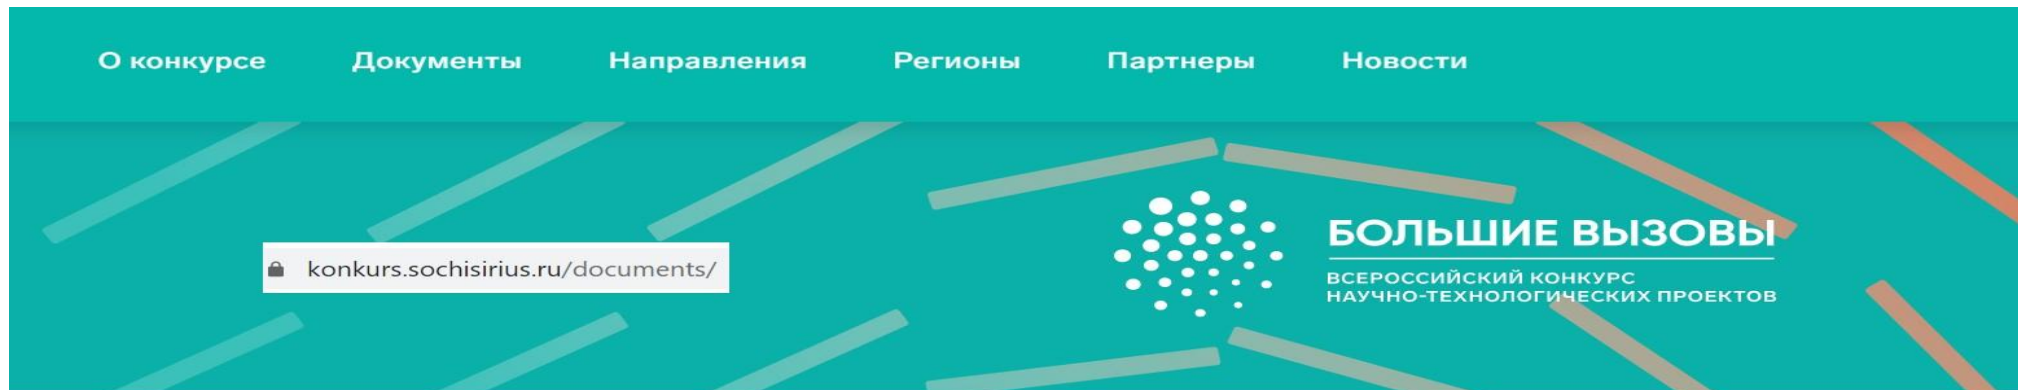 О конкурсе Документы Направления Регионы Партнеры Новости
konkurs.sochisirius.ru/documents/
БОЛЬШИЕ ВЫЗОВЫ
ВСЕРОССИЙСКИЙ КОНКУРС
НАУЧНО-ТЕХНОЛОГИЧЕСКИХ ПРОЕКТОВ